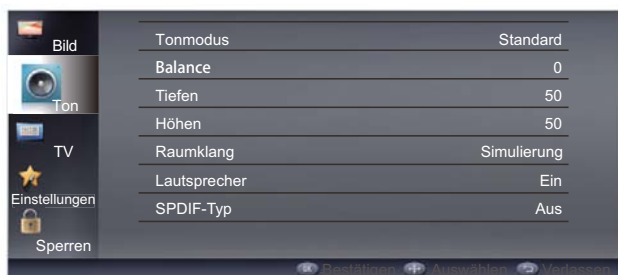 Bild
Ton
TV
Einstellungen
Sperren
Tonmodus Standard
Balance 0
Tiefen 50
Höhen 50
Raumklang Simulierung
Lautsprecher Ein
SPDIF-Typ Aus
OK Bestätigen Auswählen Verlassen